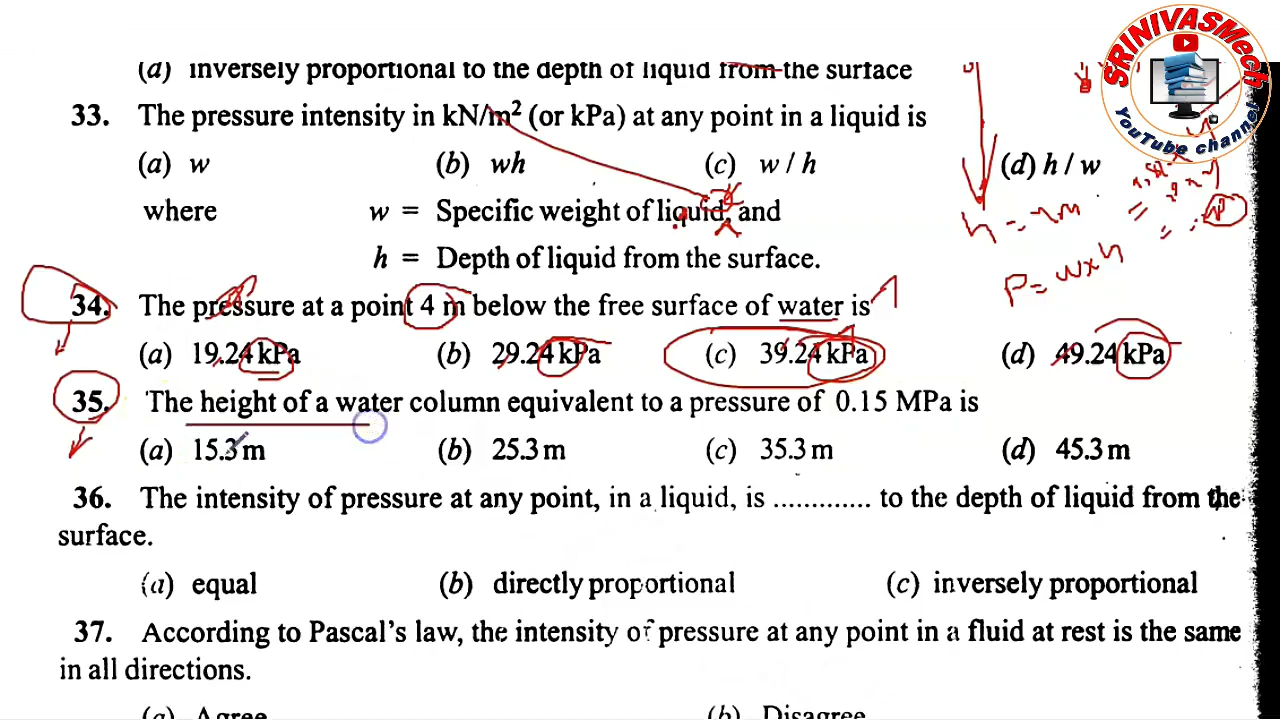 (a) inversely proportional to the depth of liquid from the surface
33. The pressure intensity in kN/m² (or kPa) at any point in a liquid is
(a) w (b) wh (c) w / h (d) h / w
where w = Specific weight of liquid, and
h = Depth of liquid from the surface.
h =
P = w x h
34. The pressure at a point 4 m below the free surface of water is
(a) 19.24 kPa (b) 29.24 kPa (c) 39.24 kPa (d) 49.24 kPa
35. The height of a water column equivalent to a pressure of 0.15 MPa is
(a) 15.3 m (b) 25.3 m (c) 35.3 m (d) 45.3 m
36. The intensity of pressure at any point, in a liquid, is ............. to the depth of liquid from the
surface.
(a) equal (b) directly proportional (c) inversely proportional
37. According to Pascal's law, the intensity of pressure at any point in a fluid at rest is the same
in all directions.
(a) Agree (b) Disagree
SRINIVASMech
YouTube channel